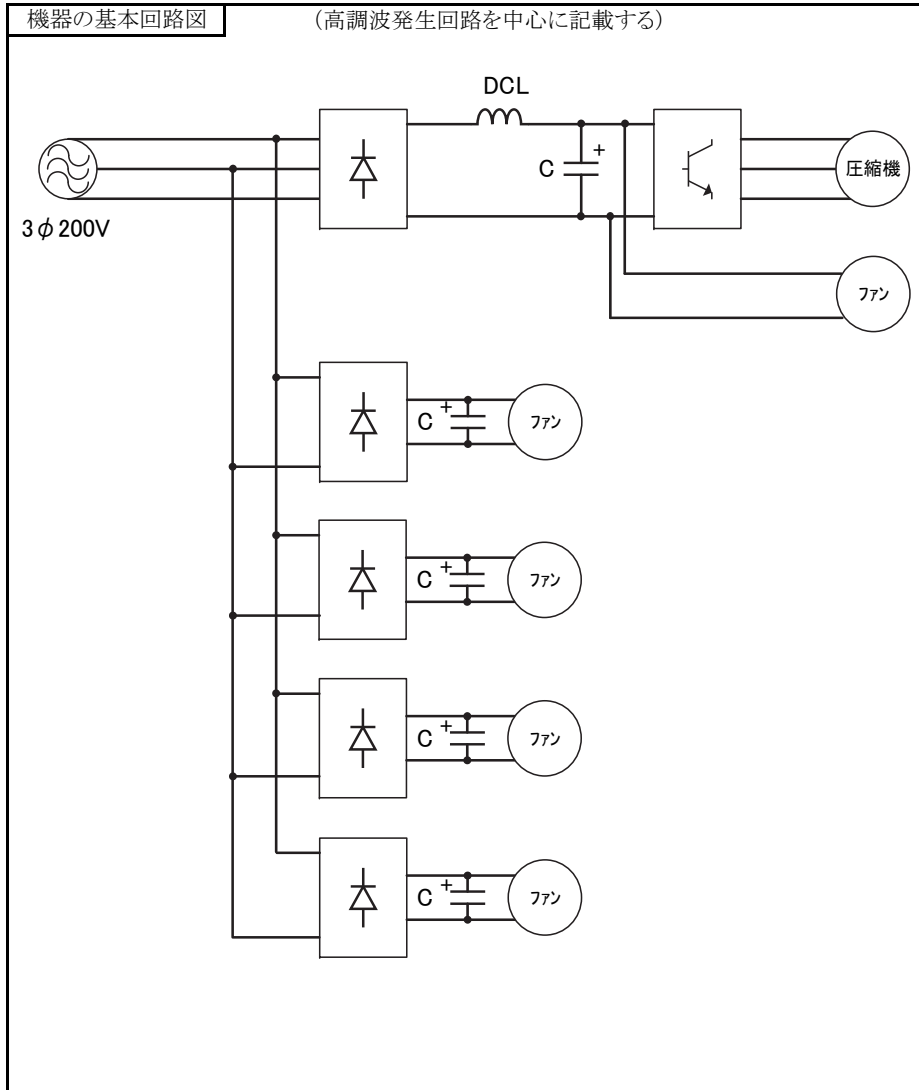 機器の基本回路図
(高調波発生回路を中心に記載する)
DCL
C
+
圧縮機
3φ200V
ファン
C
+
ファン
C
+
ファン
C
+
ファン
C
+
ファン